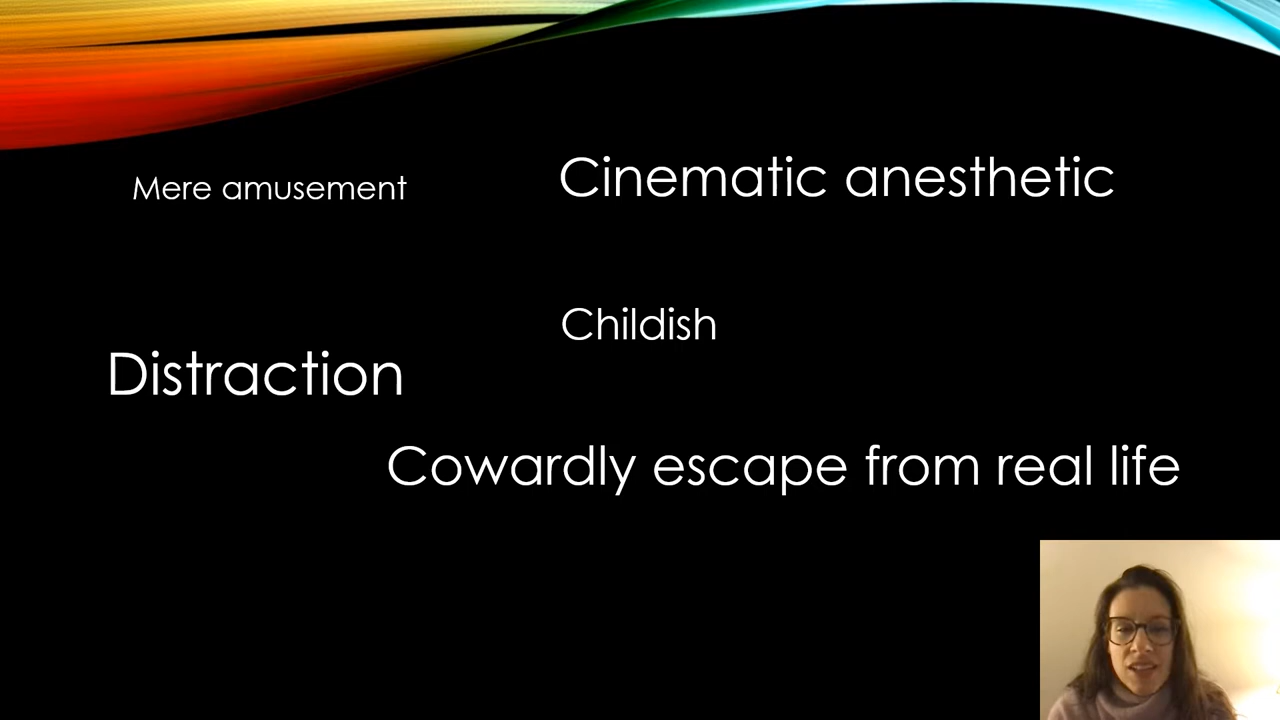 Mere amusement
Cinematic anesthetic
Childish
Distraction
Cowardly escape from real life